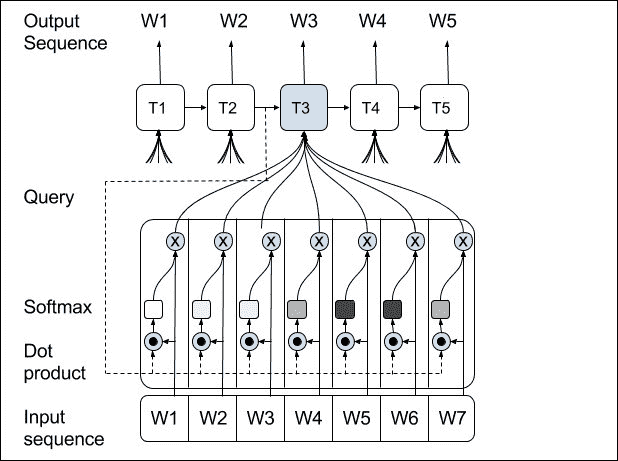 Output Sequence
W1 W2 W3 W4 W5
T1 T2 T3 T4 T5
Query
X X X X X X X
Softmax
Dot product
Input sequence
W1 W2 W3 W4 W5 W6 W7